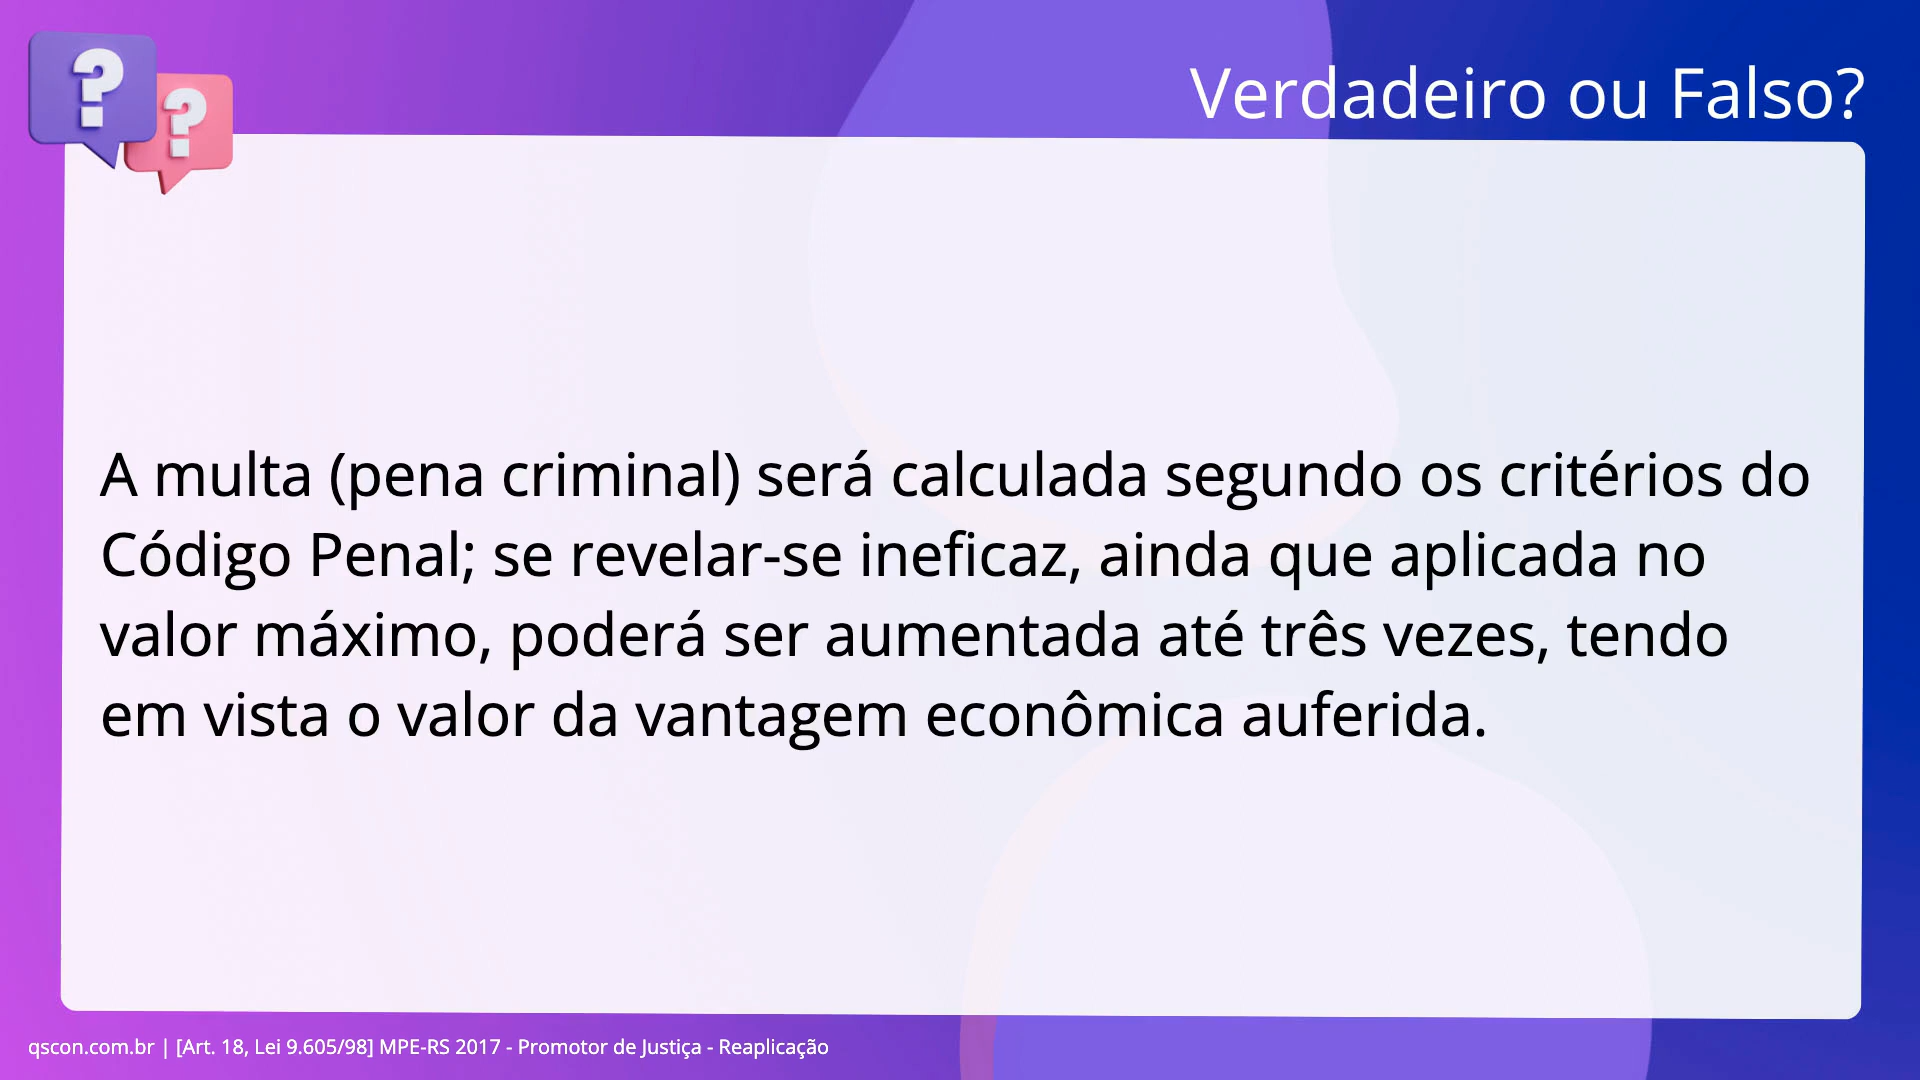 Verdadeiro ou Falso?
A multa (pena criminal) será calculada segundo os critérios do
Código Penal; se revelar-se ineficaz, ainda que aplicada no
valor máximo, poderá ser aumentada até três vezes, tendo
em vista o valor da vantagem econômica auferida.
qscon.com.br | [Art. 18, Lei 9.605/98] MPE-RS 2017 - Promotor de Justiça - Reaplicação